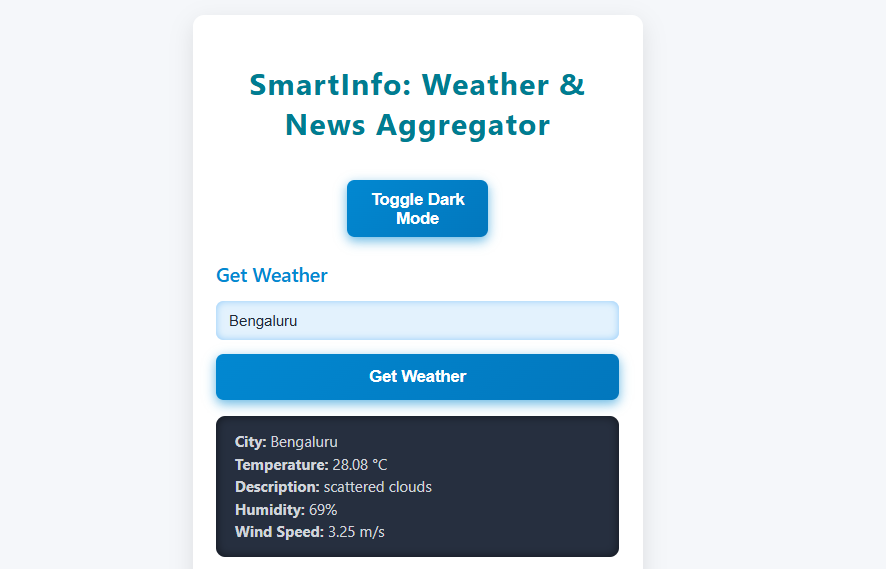 SmartInfo: Weather &
News Aggregator
Toggle Dark
Mode
Get Weather
Bengaluru
Get Weather
City: Bengaluru
Temperature: 28.08 °C
Description: scattered clouds
Humidity: 69%
Wind Speed: 3.25 m/s